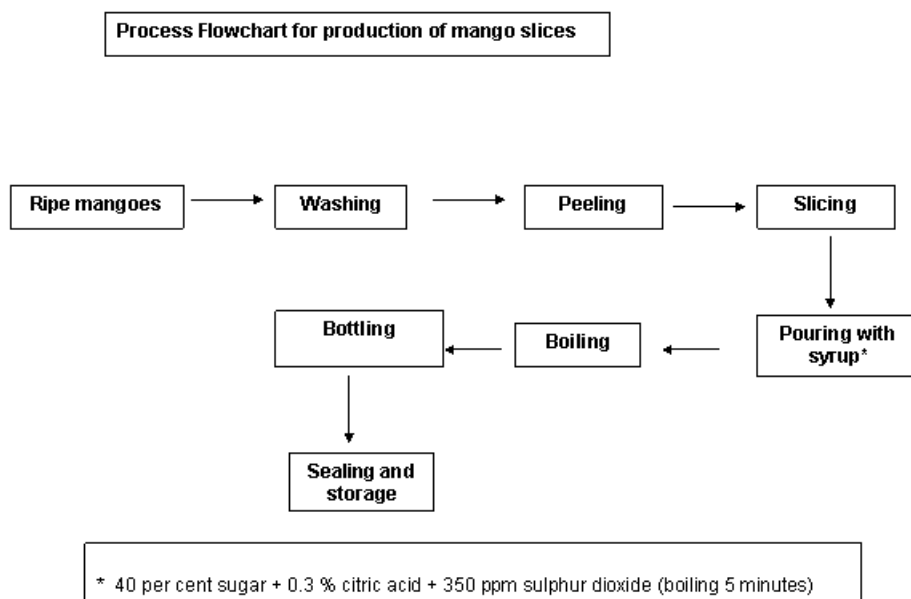 Process Flowchart for production of mango slices
Ripe mangoes
Washing
Peeling
Slicing
Pouring with
syrup*
Boiling
Bottling
Sealing and
storage
* 40 per cent sugar + 0.3 % citric acid + 350 ppm sulphur dioxide (boiling 5 minutes)